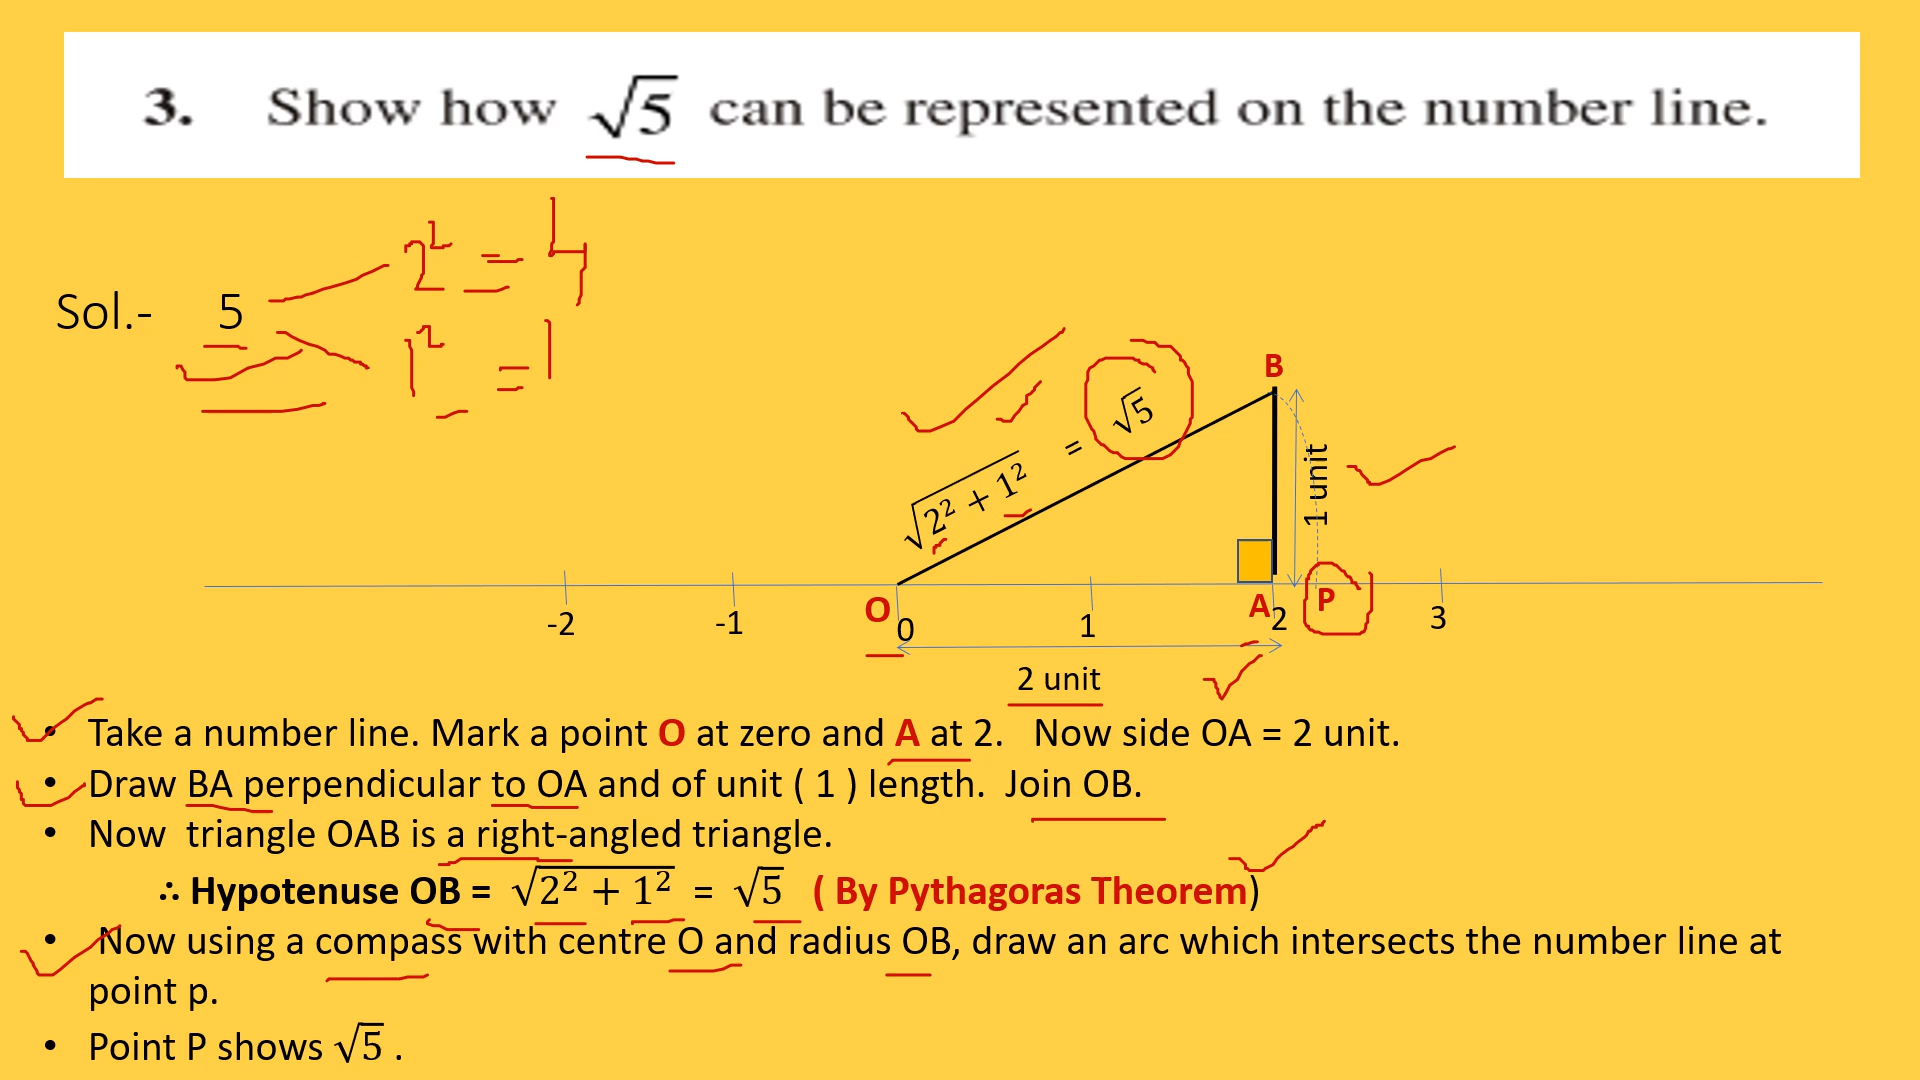 3. Show how √5 can be represented on the number line.
2² = 4
Sol.- 5
1² = 1
B
√2² + 1² = √5
1 unit
O A P
-2 -1 0 1 2 3
2 unit
• Take a number line. Mark a point O at zero and A at 2. Now side OA = 2 unit.
• Draw BA perpendicular to OA and of unit ( 1 ) length. Join OB.
• Now triangle OAB is a right-angled triangle.
∴ Hypotenuse OB = √2² + 1² = √5 ( By Pythagoras Theorem)
• Now using a compass with centre O and radius OB, draw an arc which intersects the number line at
point p.
• Point P shows √5 .